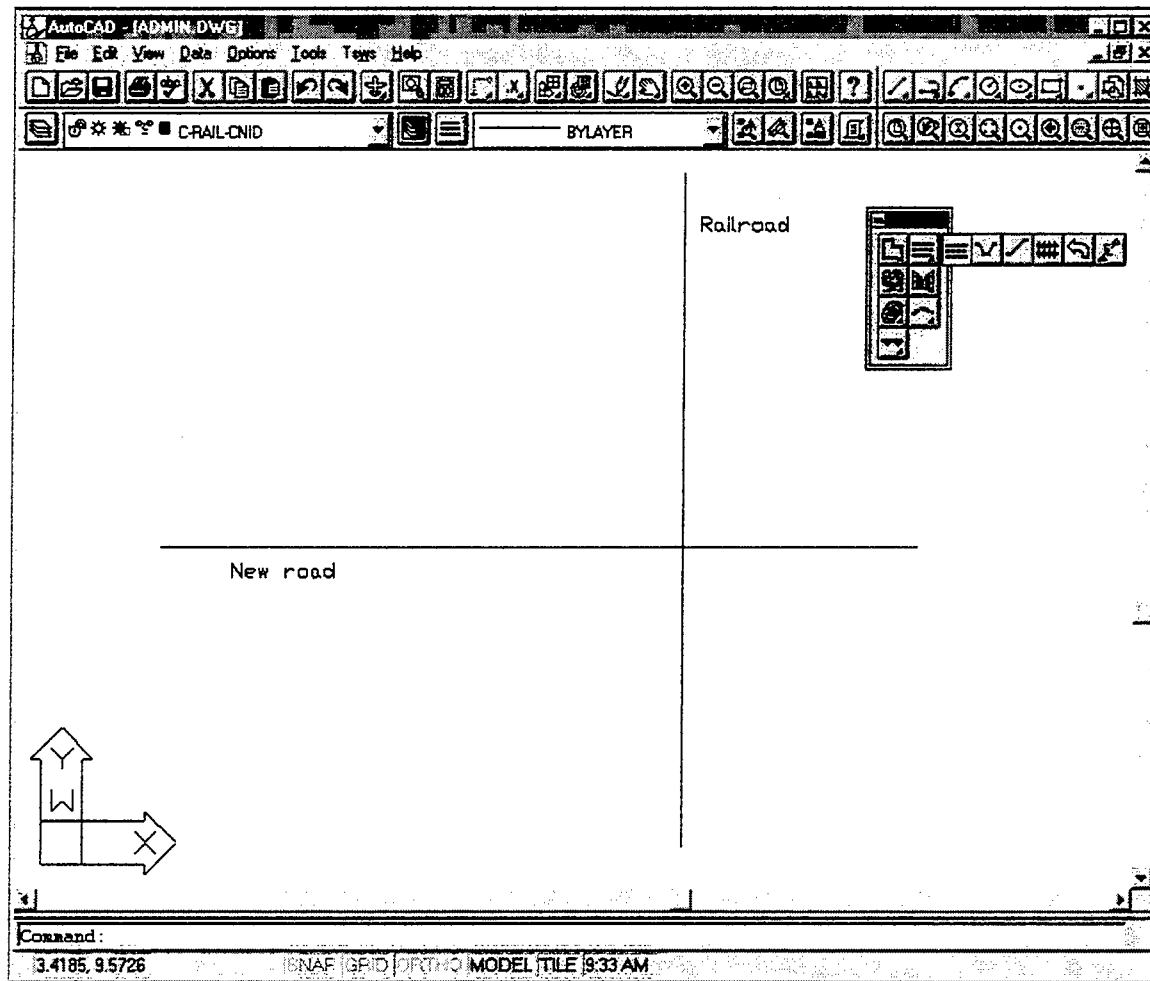 AutoCAD - [ADMIN.DWG]
File Edit View Data Options Tools Tsws Help
C-RAIL-CNID BYLAYER
Railroad
New road
Y
W
X
Command:
3.4185, 9.5726 SNAP GRID ORTHO MODEL TILE 9:33 AM